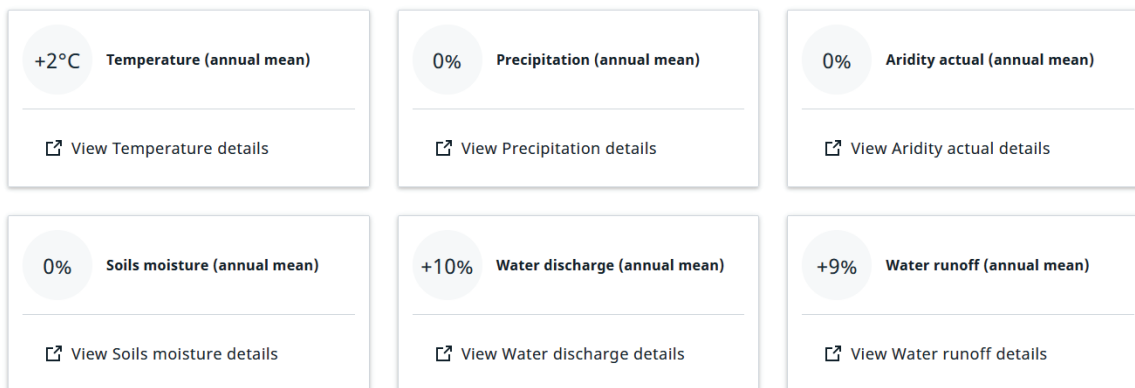 +2°C Temperature (annual mean)
View Temperature details
0% Precipitation (annual mean)
View Precipitation details
0% Aridity actual (annual mean)
View Aridity actual details
0% Soils moisture (annual mean)
View Soils moisture details
+10% Water discharge (annual mean)
View Water discharge details
+9% Water runoff (annual mean)
View Water runoff details